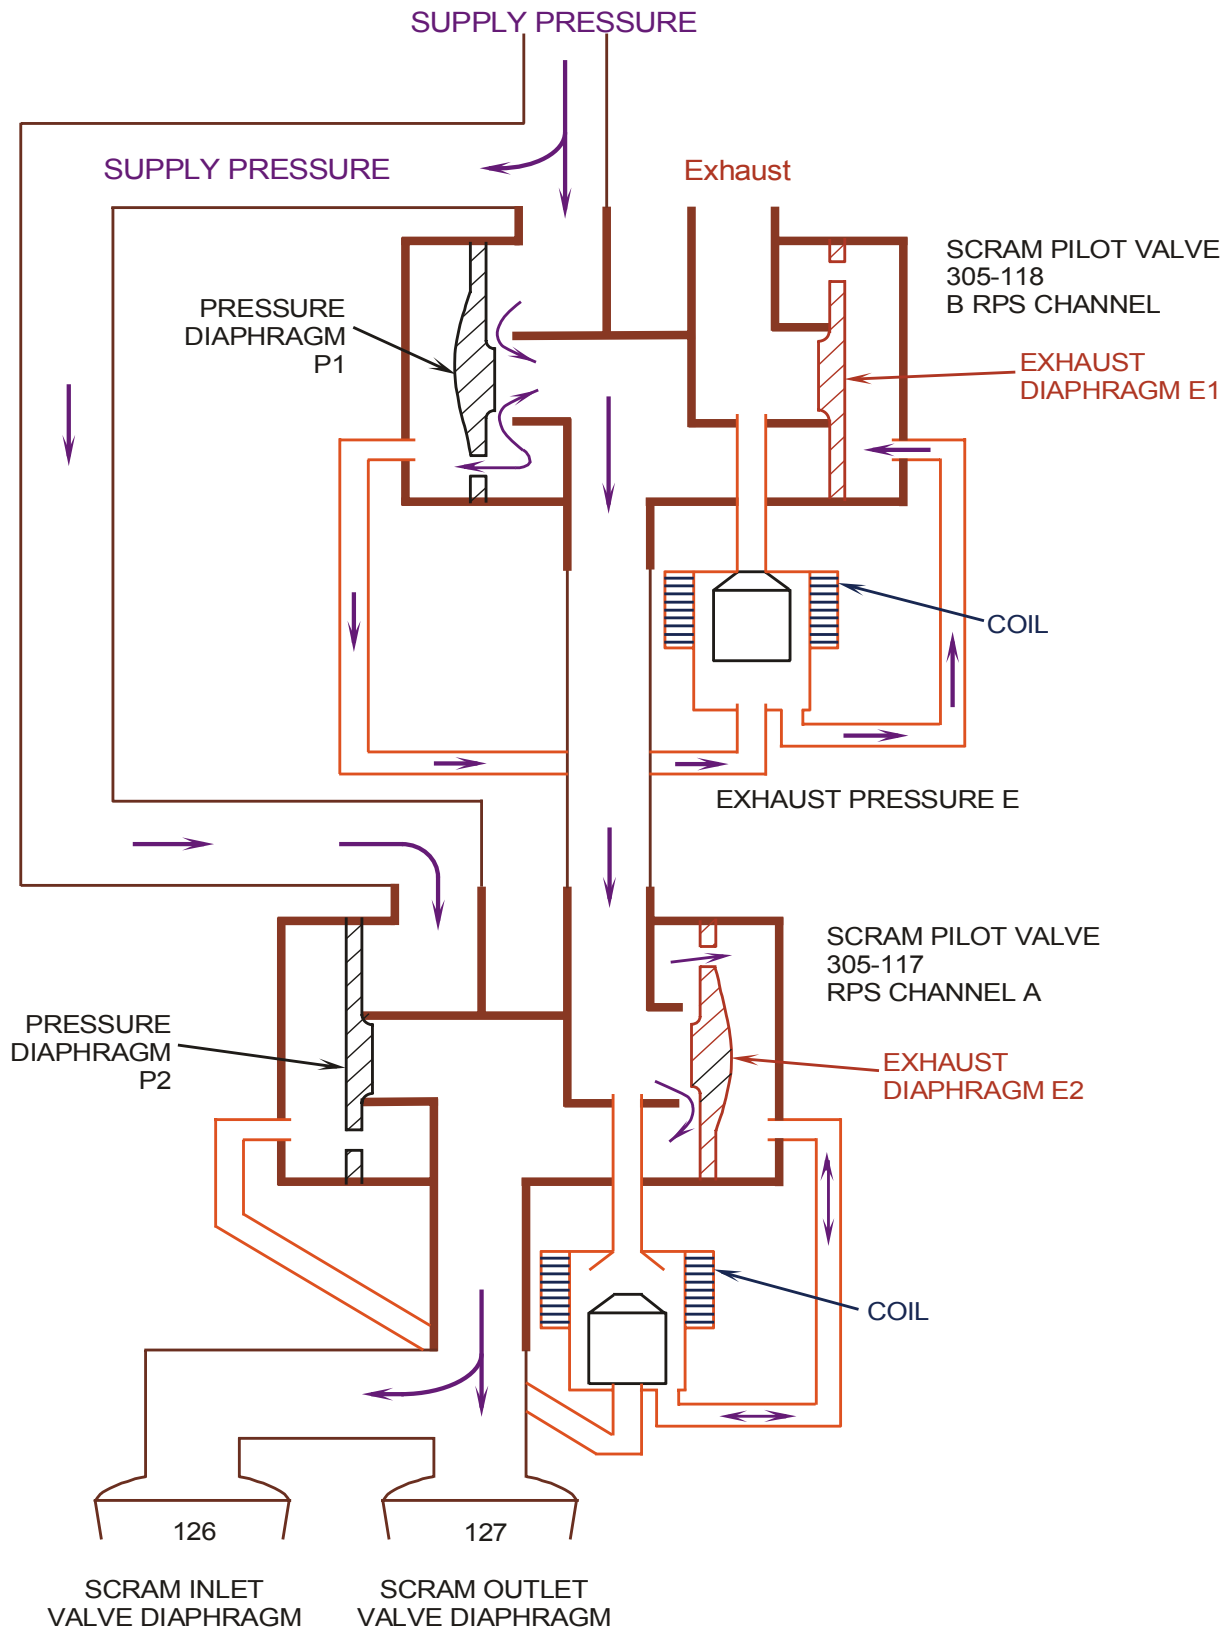 SUPPLY PRESSURE
SUPPLY PRESSURE
Exhaust
SCRAM PILOT VALVE
305-118
B RPS CHANNEL
PRESSURE
DIAPHRAGM
P1
EXHAUST
DIAPHRAGM E1
COIL
EXHAUST PRESSURE E
SCRAM PILOT VALVE
305-117
RPS CHANNEL A
PRESSURE
DIAPHRAGM
P2
EXHAUST
DIAPHRAGM E2
COIL
126
127
SCRAM INLET
VALVE DIAPHRAGM
SCRAM OUTLET
VALVE DIAPHRAGM